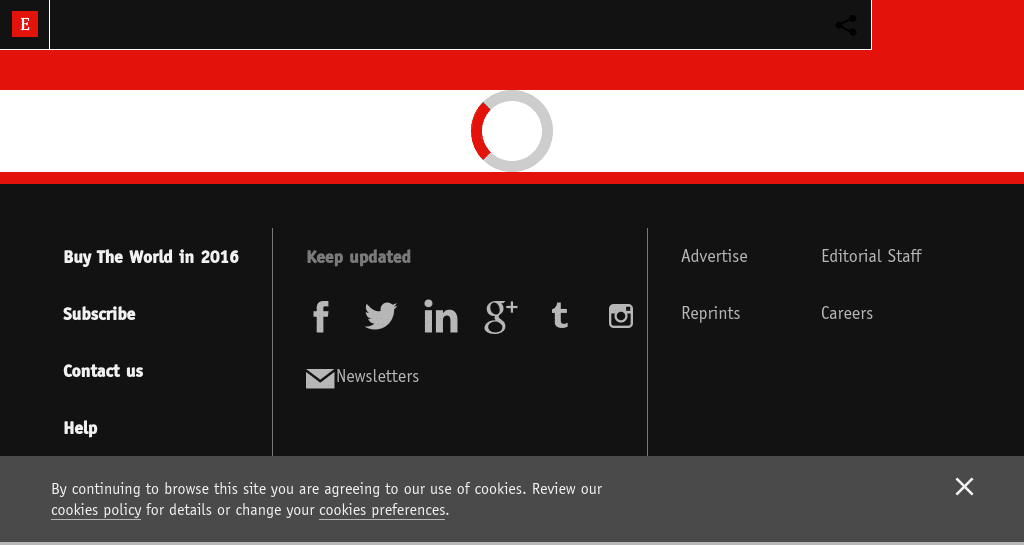 E
Buy The World in 2016
Subscribe
Contact us
Help
Keep updated
Newsletters
Advertise
Editorial Staff
Reprints
Careers
By continuing to browse this site you are agreeing to our use of cookies. Review our
cookies policy for details or change your cookies preferences.